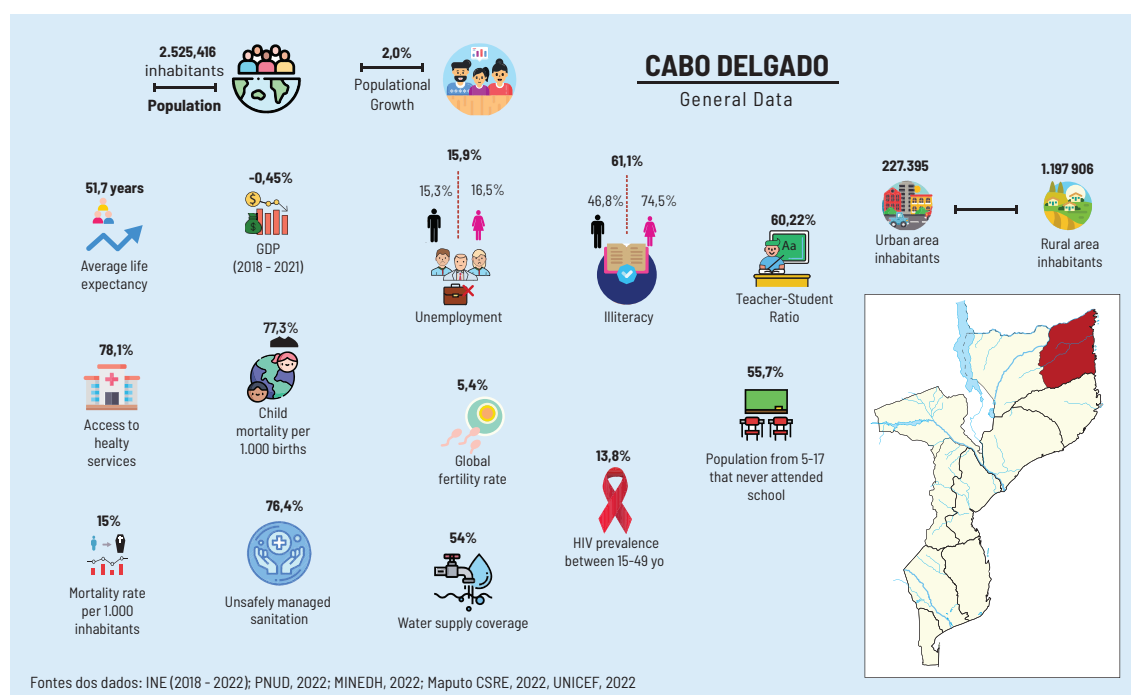 2.525,416
inhabitants
Population
2,0%
Populational
Growth
CABO DELGADO
General Data
51,7 years
Average life
expectancy
-0,45%
GDP
(2018 - 2021)
15,9%
15,3%
16,5%
Unemployment
61,1%
46,8%
74,5%
Illiteracy
60,22%
Aa
Teacher-Student
Ratio
227.395
Urban area
inhabitants
1.197 906
Rural area
inhabitants
78,1%
Access to
healty
services
77,3%
Child
mortality per
1.000 births
5,4%
Global
fertility rate
13,8%
HIV prevalence
between 15-49 yo
55,7%
Population from 5-17
that never attended
school
15%
Mortality rate
per 1.000
inhabitants
76,4%
Unsafely managed
sanitation
54%
Water supply coverage
Fontes dos dados: INE (2018 - 2022); PNUD, 2022; MINEDH, 2022; Maputo CSRE, 2022, UNICEF, 2022